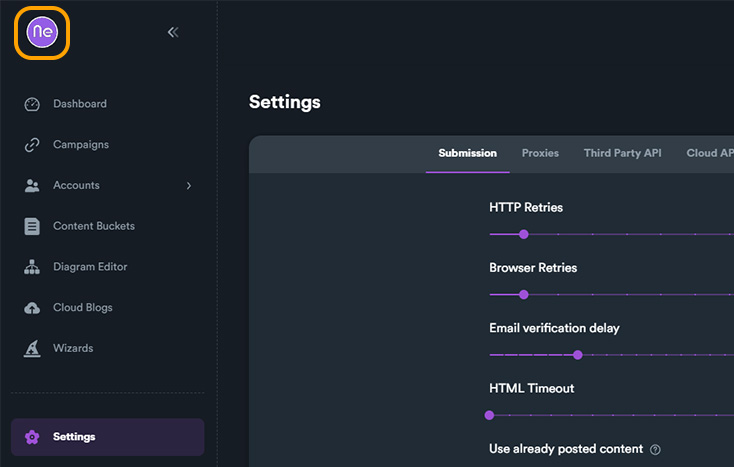 Ne
Dashboard
Campaigns
Accounts
Content Buckets
Diagram Editor
Cloud Blogs
Wizards
Settings
Settings
Submission Proxies Third Party API Cloud AP
HTTP Retries
Browser Retries
Email verification delay
HTML Timeout
Use already posted content